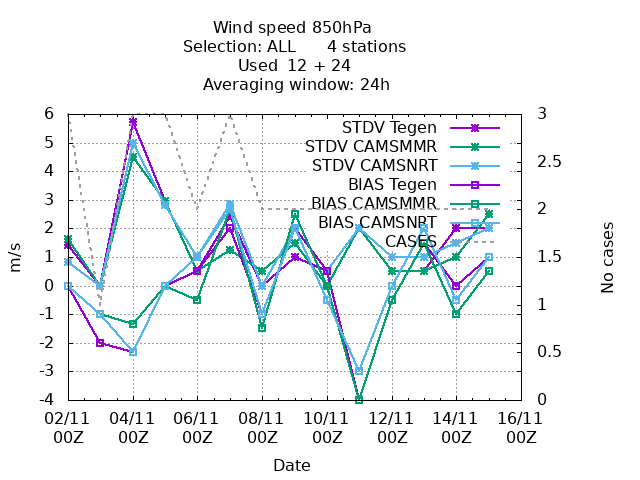 Wind speed 850hPa
Selection: ALL 4 stations
Used 12 + 24
Averaging window: 24h
STDV Tegen
STDV CAMSMMR
STDV CAMSNRT
BIAS Tegen
BIAS CAMSMMR
BIAS CAMSNRT
CASES
m/s
6
5
4
3
2
1
0
-1
-2
-3
-4
No cases
3
2.5
2
1.5
1
0.5
0
02/11 04/11 06/11 08/11 10/11 12/11 14/11 16/11
00Z 00Z 00Z 00Z 00Z 00Z 00Z 00Z
Date